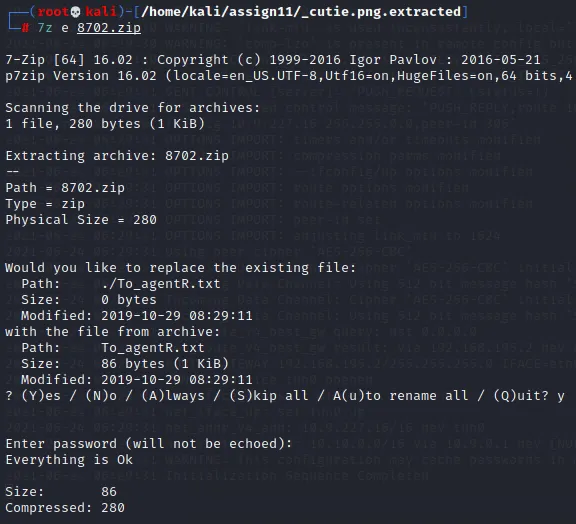 ┌──(root💀kali)-[/home/kali/assign11/_cutie.png.extracted]
└─# 7z e 8702.zip
7-Zip [64] 16.02 : Copyright (c) 1999-2016 Igor Pavlov : 2016-05-21
p7zip Version 16.02 (locale=en_US.UTF-8,Utf16=on,HugeFiles=on,64 bits,4
Scanning the drive for archives:
1 file, 280 bytes (1 KiB)
Extracting archive: 8702.zip
--
Path = 8702.zip
Type = zip
Physical Size = 280
Would you like to replace the existing file:
Path:     ./To_agentR.txt
Size:     0 bytes
Modified: 2019-10-29 08:29:11
with the file from archive:
Path:     To_agentR.txt
Size:     86 bytes (1 KiB)
Modified: 2019-10-29 08:29:11
? (Y)es / (N)o / (A)lways / (S)kip all / A(u)to rename all / (Q)uit? y
Enter password (will not be echoed):
Everything is Ok
Size:       86
Compressed: 280